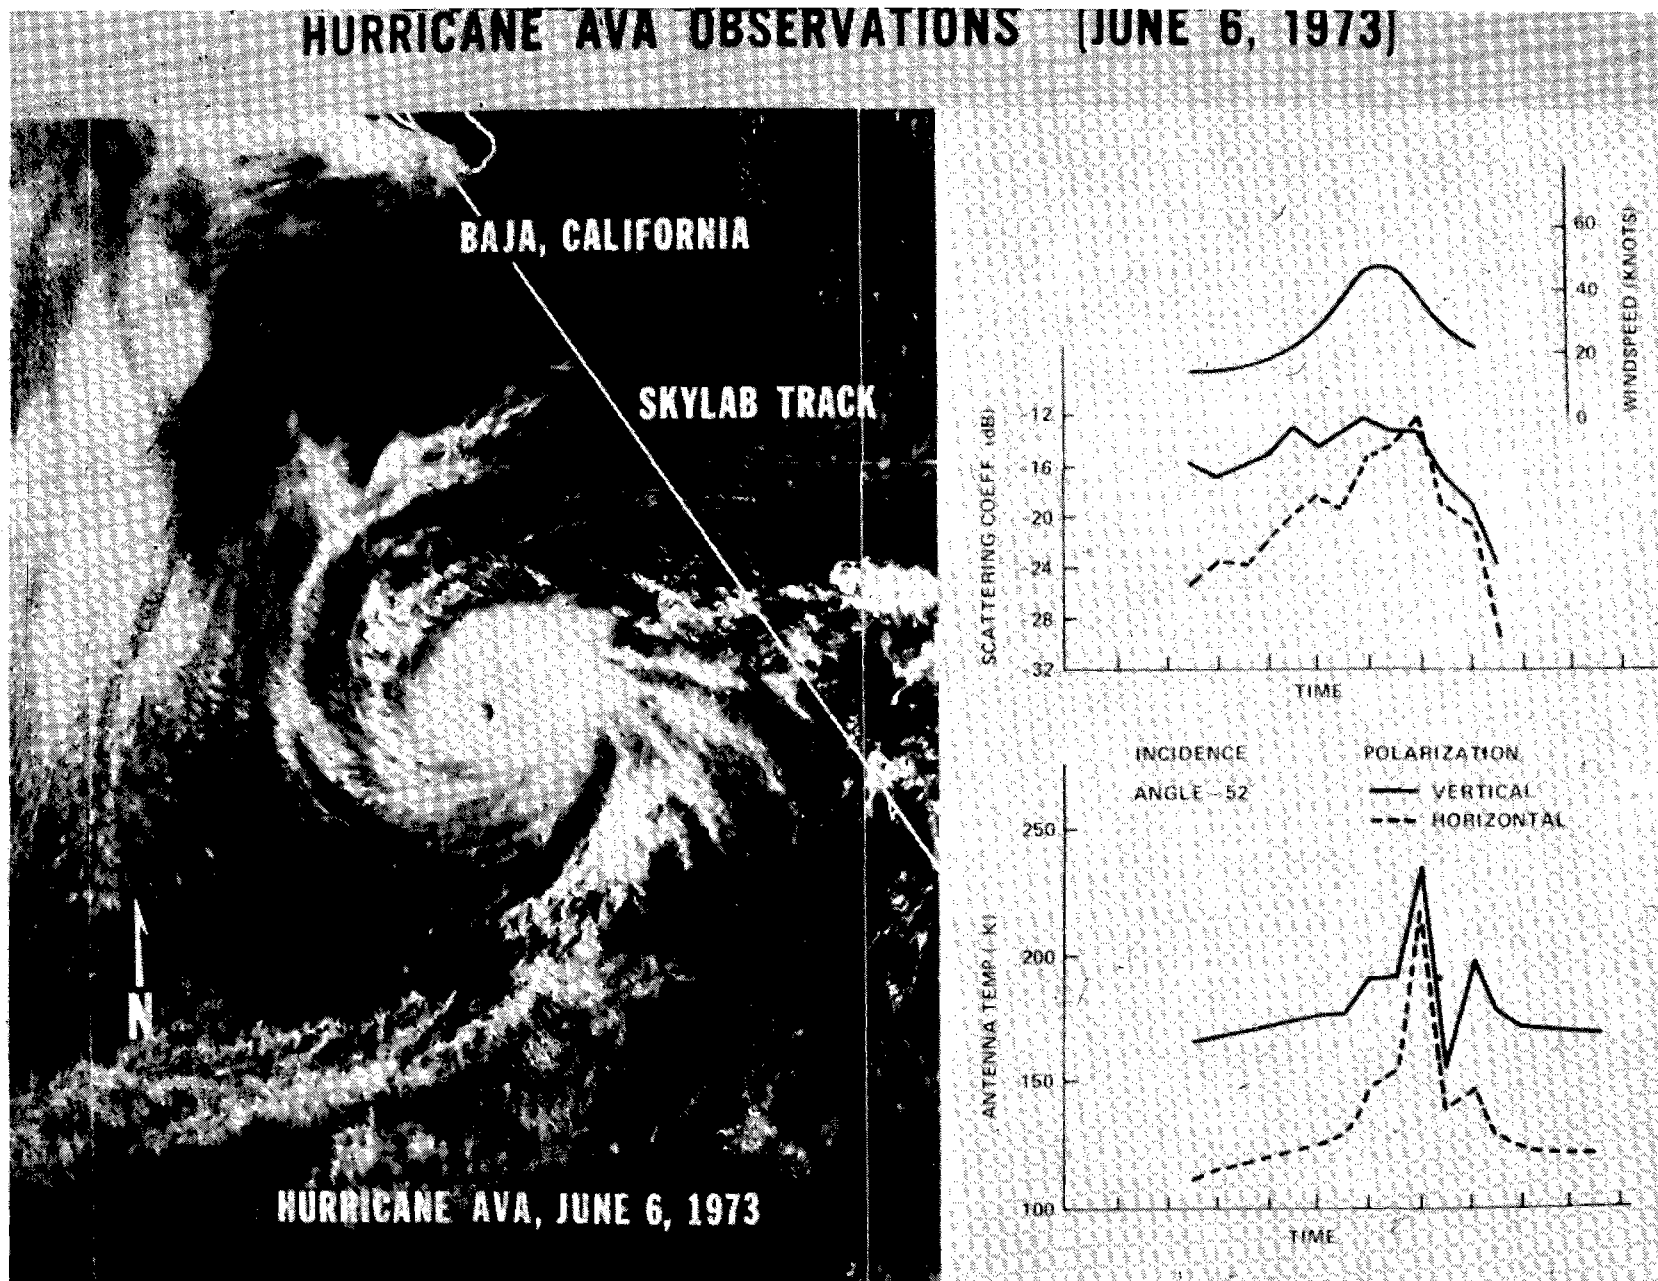 HURRICANE AVA OBSERVATIONS (JUNE 6, 1973)
BAJA, CALIFORNIA
SKYLAB TRACK
N
HURRICANE AVA, JUNE 6, 1973
60
40
20
0
WINDSPEED (KNOTS)
SCATTERING COEFF (dB)
-12
-16
-20
-24
-28
32
TIME
INCIDENCE
ANGLE ~52
POLARIZATION
VERTICAL
HORIZONTAL
ANTENNA TEMP (°K)
250
200
150
100
TIME